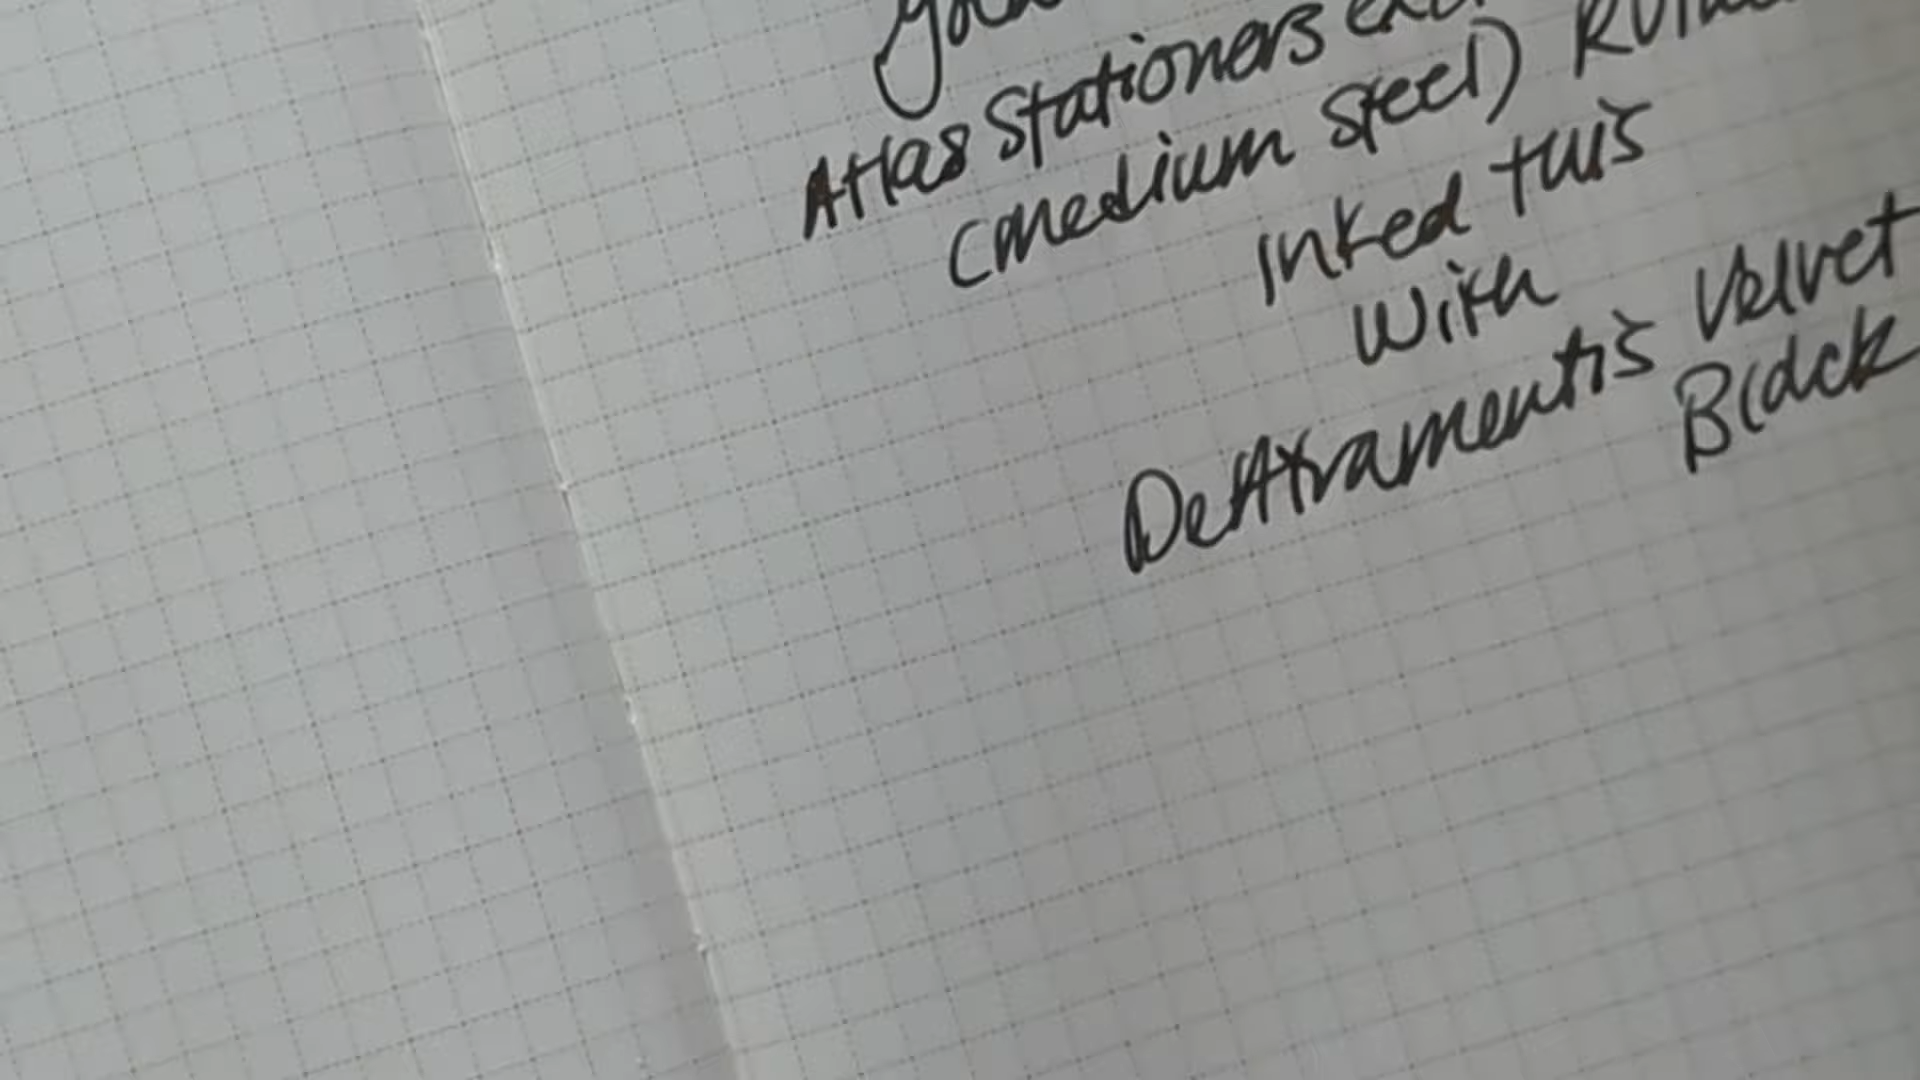 Atlas Stationers
(medium steel)
inked this
with
DeAtramentis Velvet
Black